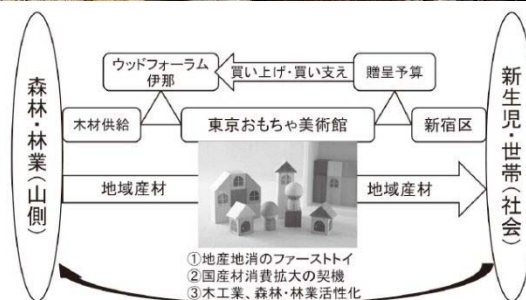 森林・林業（山側）
ウッドフォーラム
伊那
買い上げ・買い支え
贈呈予算
新生児・世帯（社会）
木材供給
東京おもちゃ美術館
新宿区
地域産材
地域産材
①地産地消のファーストトイ
②国産材消費拡大の契機
③木工業、森林・林業活性化